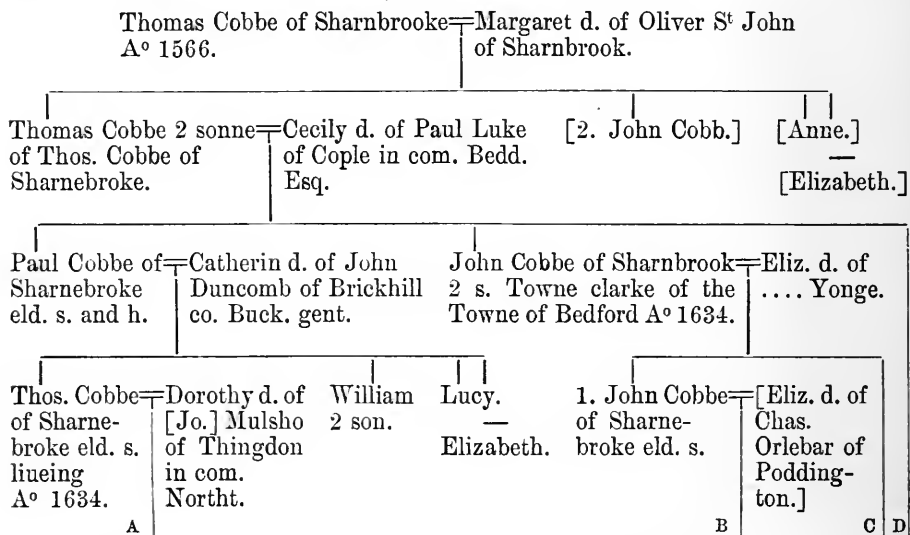 Thomas Cobbe of Sharnbrooke=Margaret d. of Oliver Sᵗ John
Aº 1566. of Sharnbrook.
Thomas Cobbe 2 sonne=Cecily d. of Paul Luke [2. John Cobb.] [Anne.]
of Thos. Cobbe of of Cople in com. Bedd. —
Sharnebroke. Esq. [Elizabeth.]
Paul Cobbe of=Catherin d. of John John Cobbe of Sharnbrook=Eliz. d. of
Sharnebroke Duncomb of Brickhill 2 s. Towne clarke of the .... Yonge.
eld. s. and h. co. Buck. gent. Towne of Bedford Aº 1634.
Thos. Cobbe=Dorothy d. of William Lucy. 1. John Cobbe=[Eliz. d. of
of Sharne- [Jo.] Mulsho 2 son. — of Sharne- Chas.
broke eld. s. of Thingdon Elizabeth. broke eld. s. Orlebar of
liueing in com. Podding-
Aº 1634. Northt. ton.]
A B C D